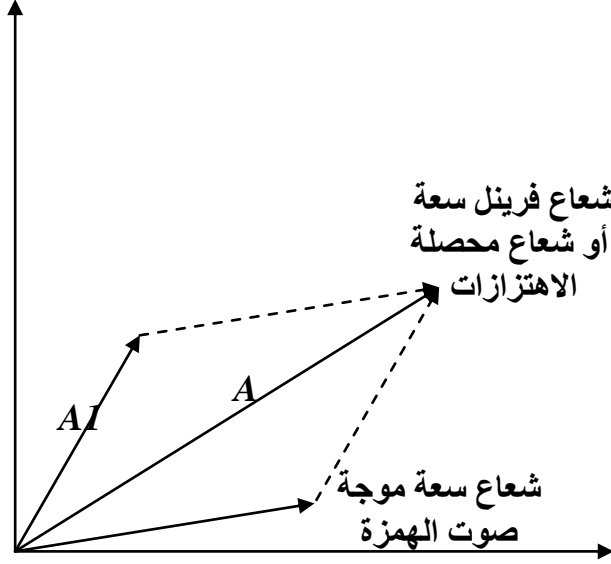 شعاع فرينل سعة
أو شعاع محصلة
الاهتزازات
A1
A
شعاع سعة موجة
صوت الهمزة